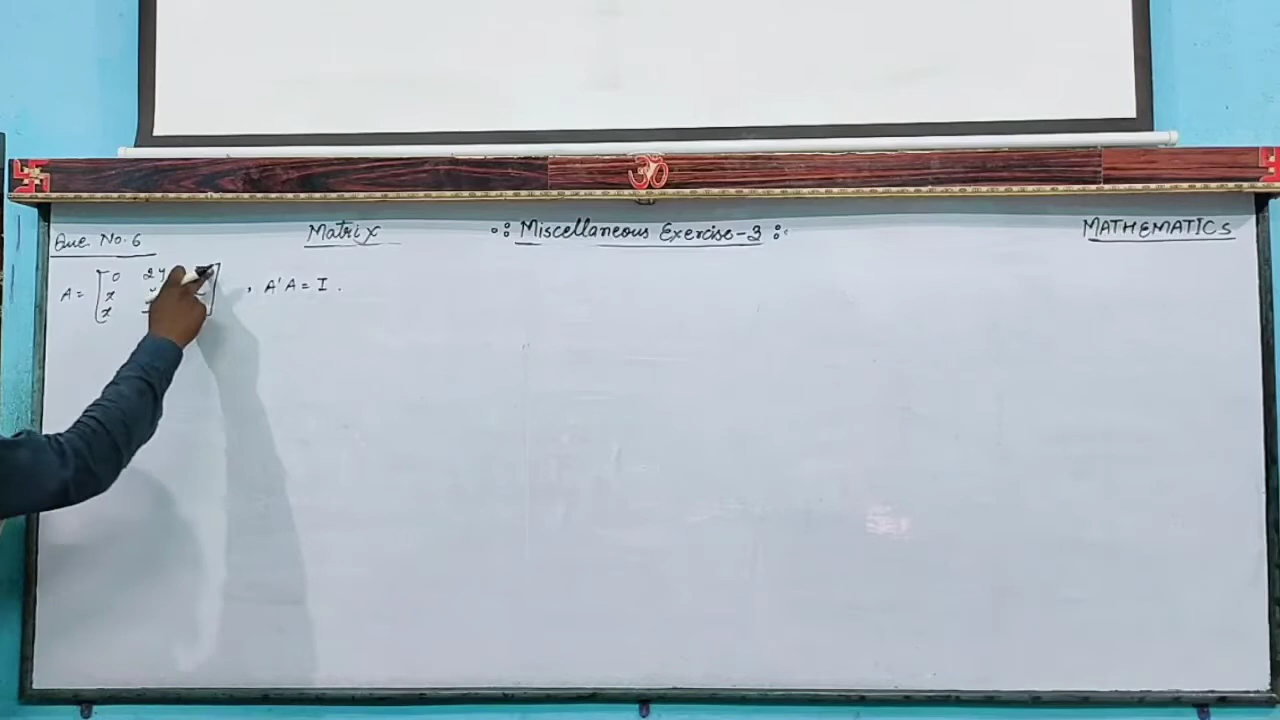 Matrix
Miscellaneous Exercise-3
MATHEMATICS
Que No. 6
0 2y
A = x , A'A = I .
x